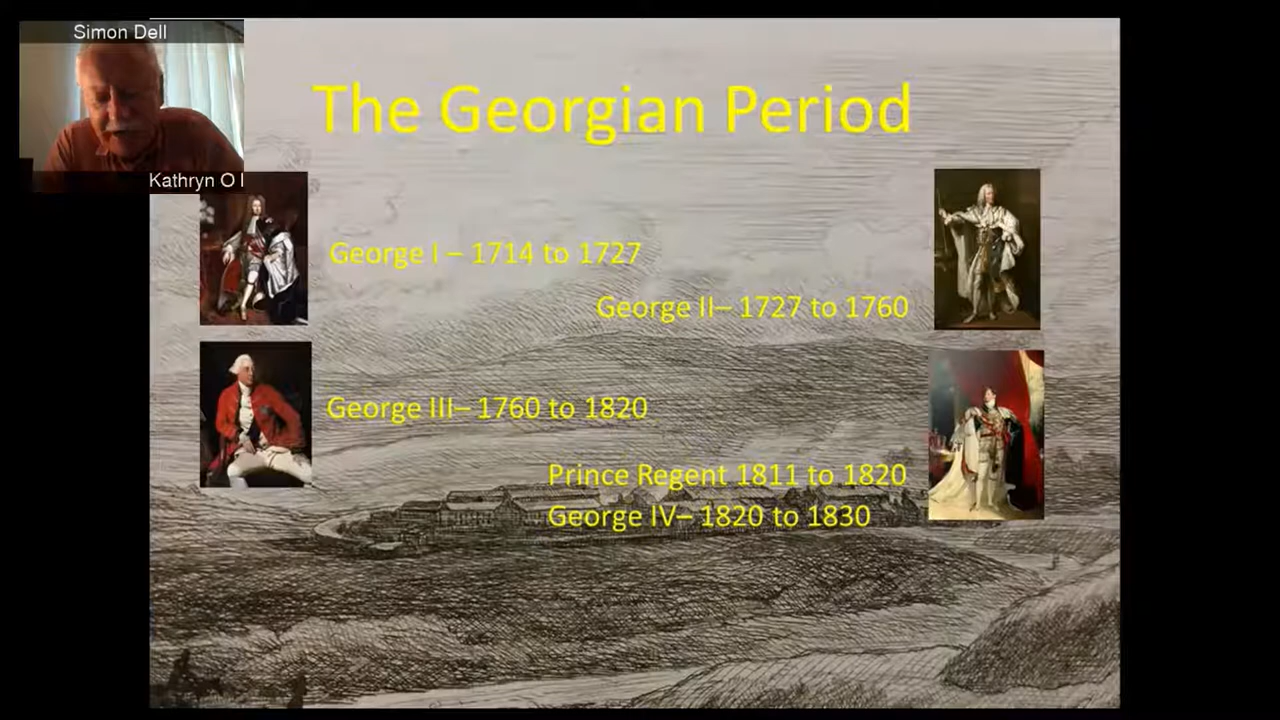 Simon Dell
The Georgian Period
Kathryn O I
George I – 1714 to 1727
George II– 1727 to 1760
George III– 1760 to 1820
Prince Regent 1811 to 1820
George IV– 1820 to 1830